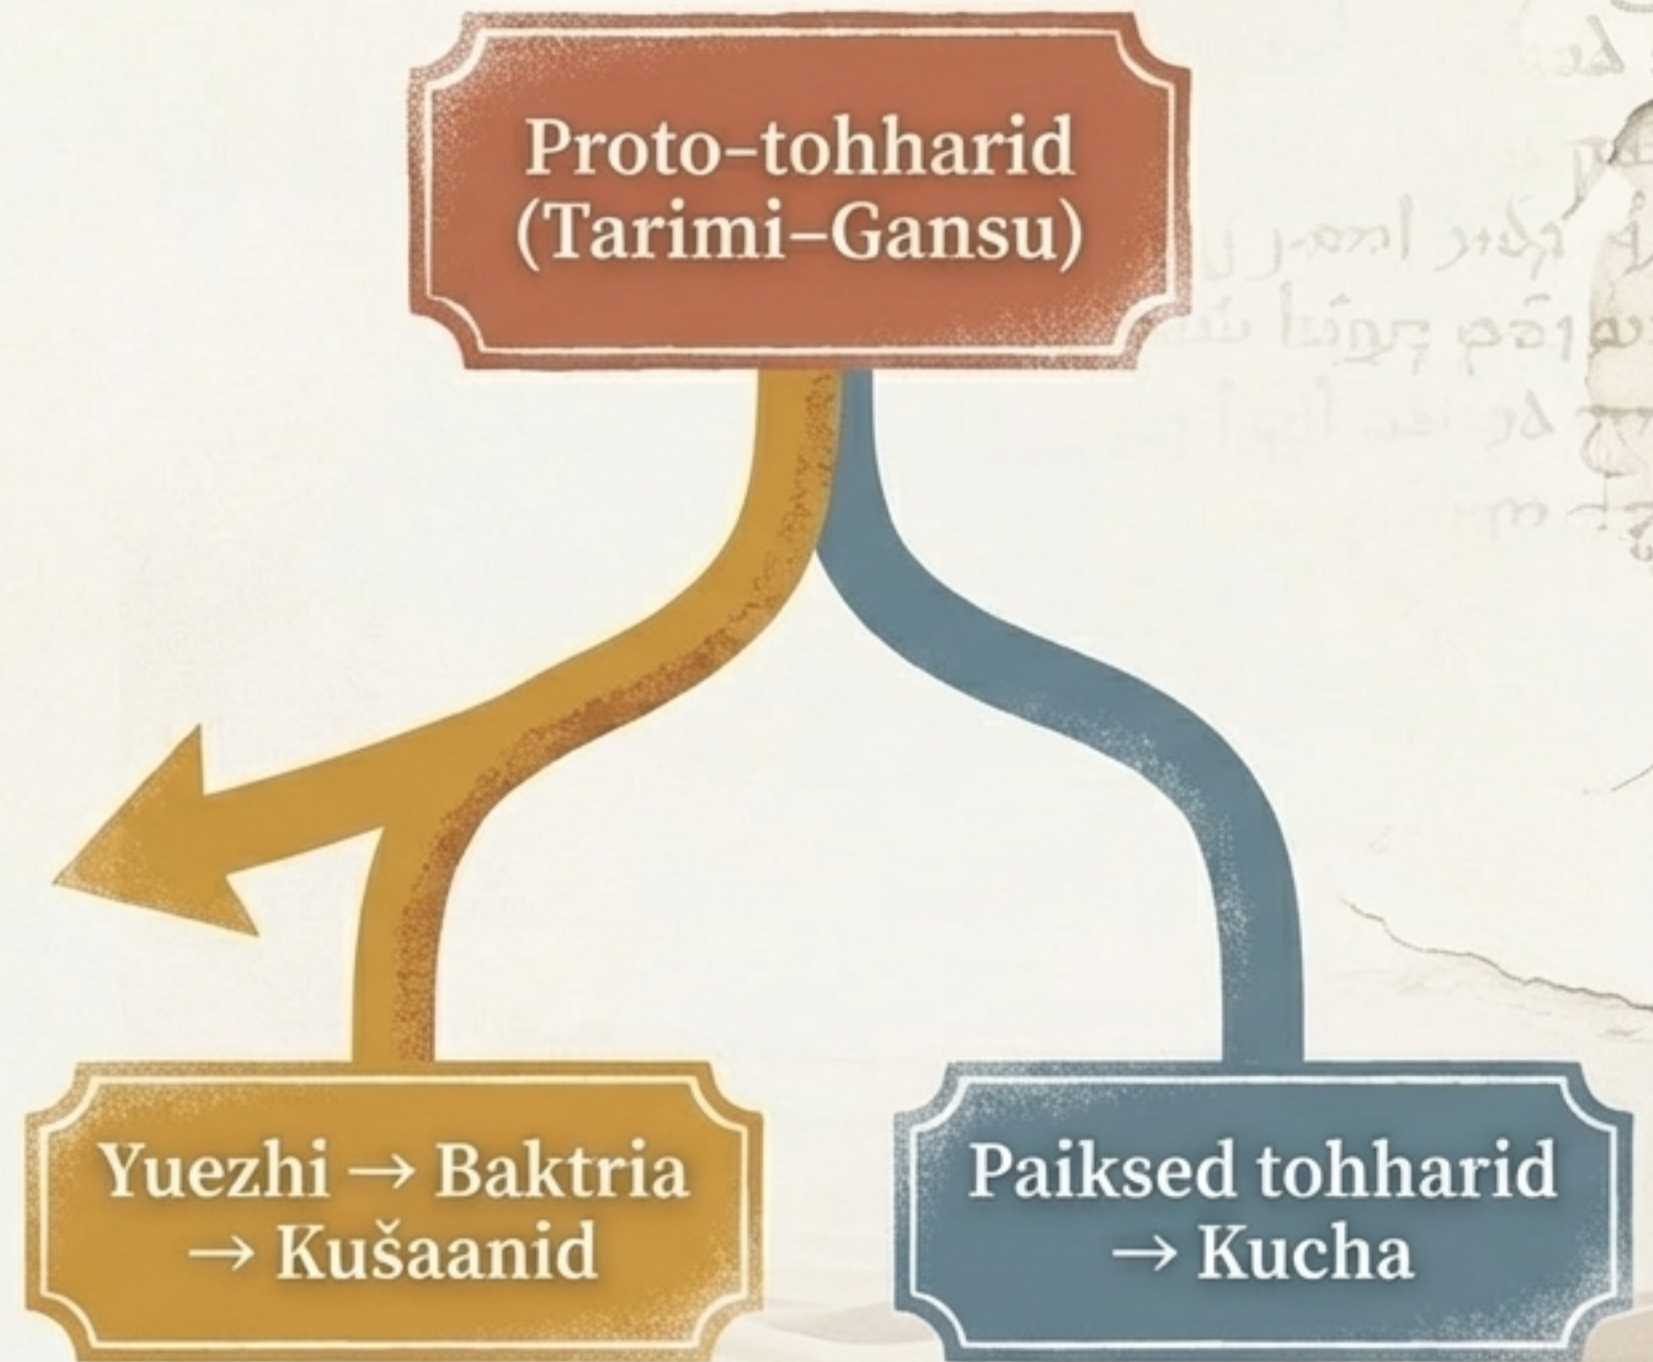 Proto–tohharid
(Tarimi–Gansu)
Yuezhi → Baktria
→ Kušaanid
Paiksed tohharid
→ Kucha